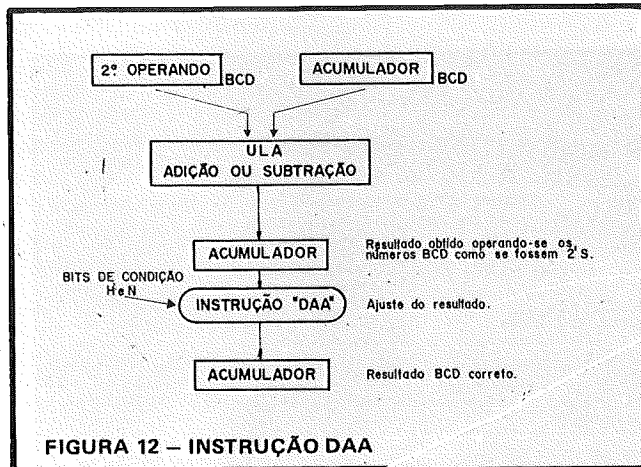 2º OPERANDO BCD
ACUMULADOR BCD
ULA
ADIÇÃO OU SUBTRAÇÃO
ACUMULADOR
Resultado obtido operando-se os
números BCD como se fossem 2'S.
BITS DE CONDIÇÃO
H e N
INSTRUÇÃO "DAA"
Ajuste do resultado.
ACUMULADOR
Resultado BCD correto.
FIGURA 12 – INSTRUÇÃO DAA